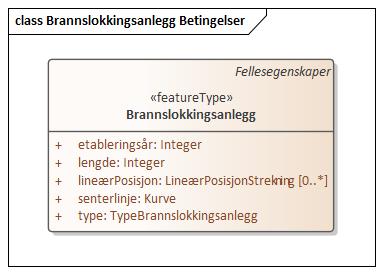 class Brannslokkingsanlegg Betingelser
Fellesegenskaper
«featureType»
Brannslokkingsanlegg
+ etableringsår: Integer
+ lengde: Integer
+ lineærPosisjon: LineærPosisjonStrekning [0..*]
+ senterlinje: Kurve
+ type: TypeBrannslokkingsanlegg